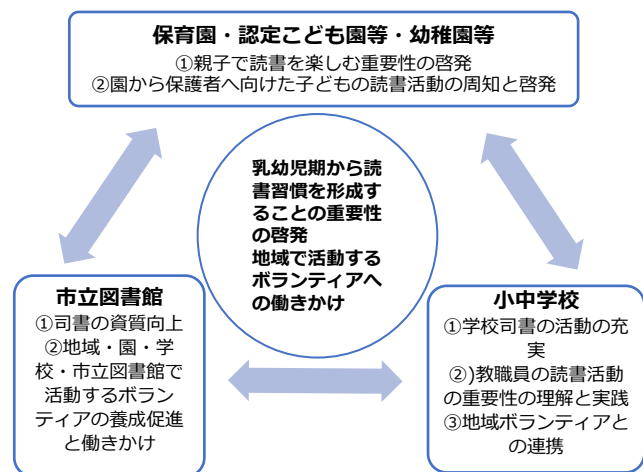 保育園・認定こども園等・幼稚園等
①親子で読書を楽しむ重要性の啓発
②園から保護者へ向けた子どもの読書活動の周知と啓発
乳幼児期から読
書習慣を形成す
ることの重要性
の啓発
地域で活動する
ボランティアへ
の働きかけ
市立図書館
①司書の資質向上
②地域・園・学
校・市立図書館で
活動するボラン
ティアの養成促進
と働きかけ
小中学校
①学校司書の活動の充
実
②)教職員の読書活動
の重要性の理解と実践
③地域ボランティアと
の連携